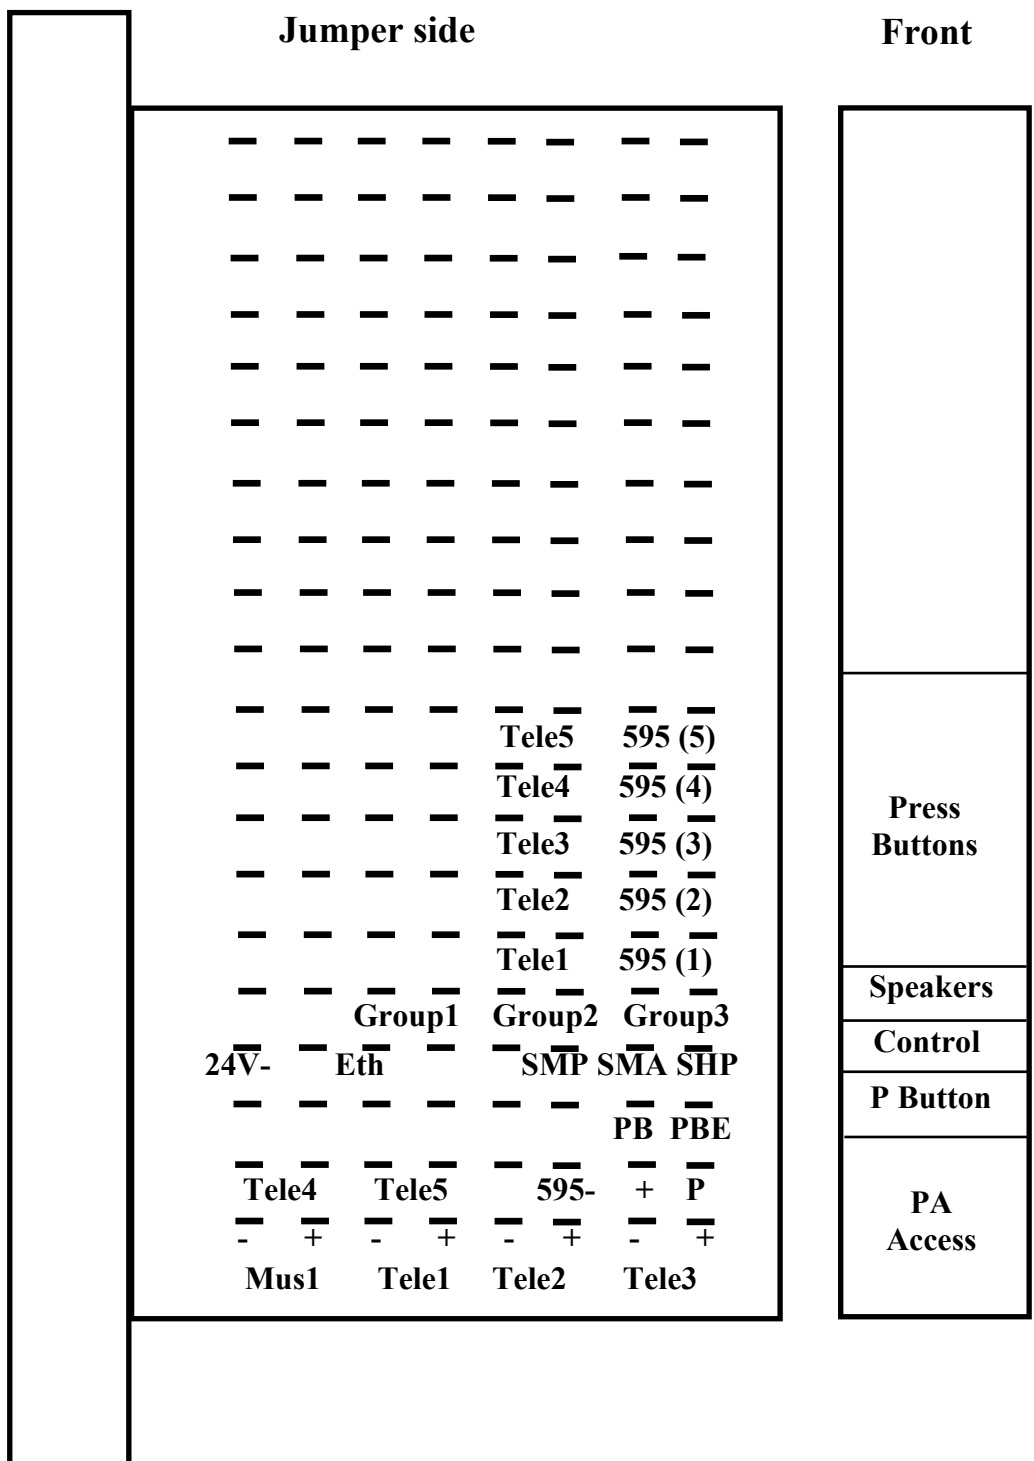 Jumper side
Front
Tele5 595 (5)
Tele4 595 (4)
Tele3 595 (3)
Tele2 595 (2)
Tele1 595 (1)
Group1 Group2 Group3
24V- Eth SMP SMA SHP
PB PBE
Tele4 Tele5 595- + P
- + - + - + - +
Mus1 Tele1 Tele2 Tele3
Press
Buttons
Speakers
Control
P Button
PA
Access